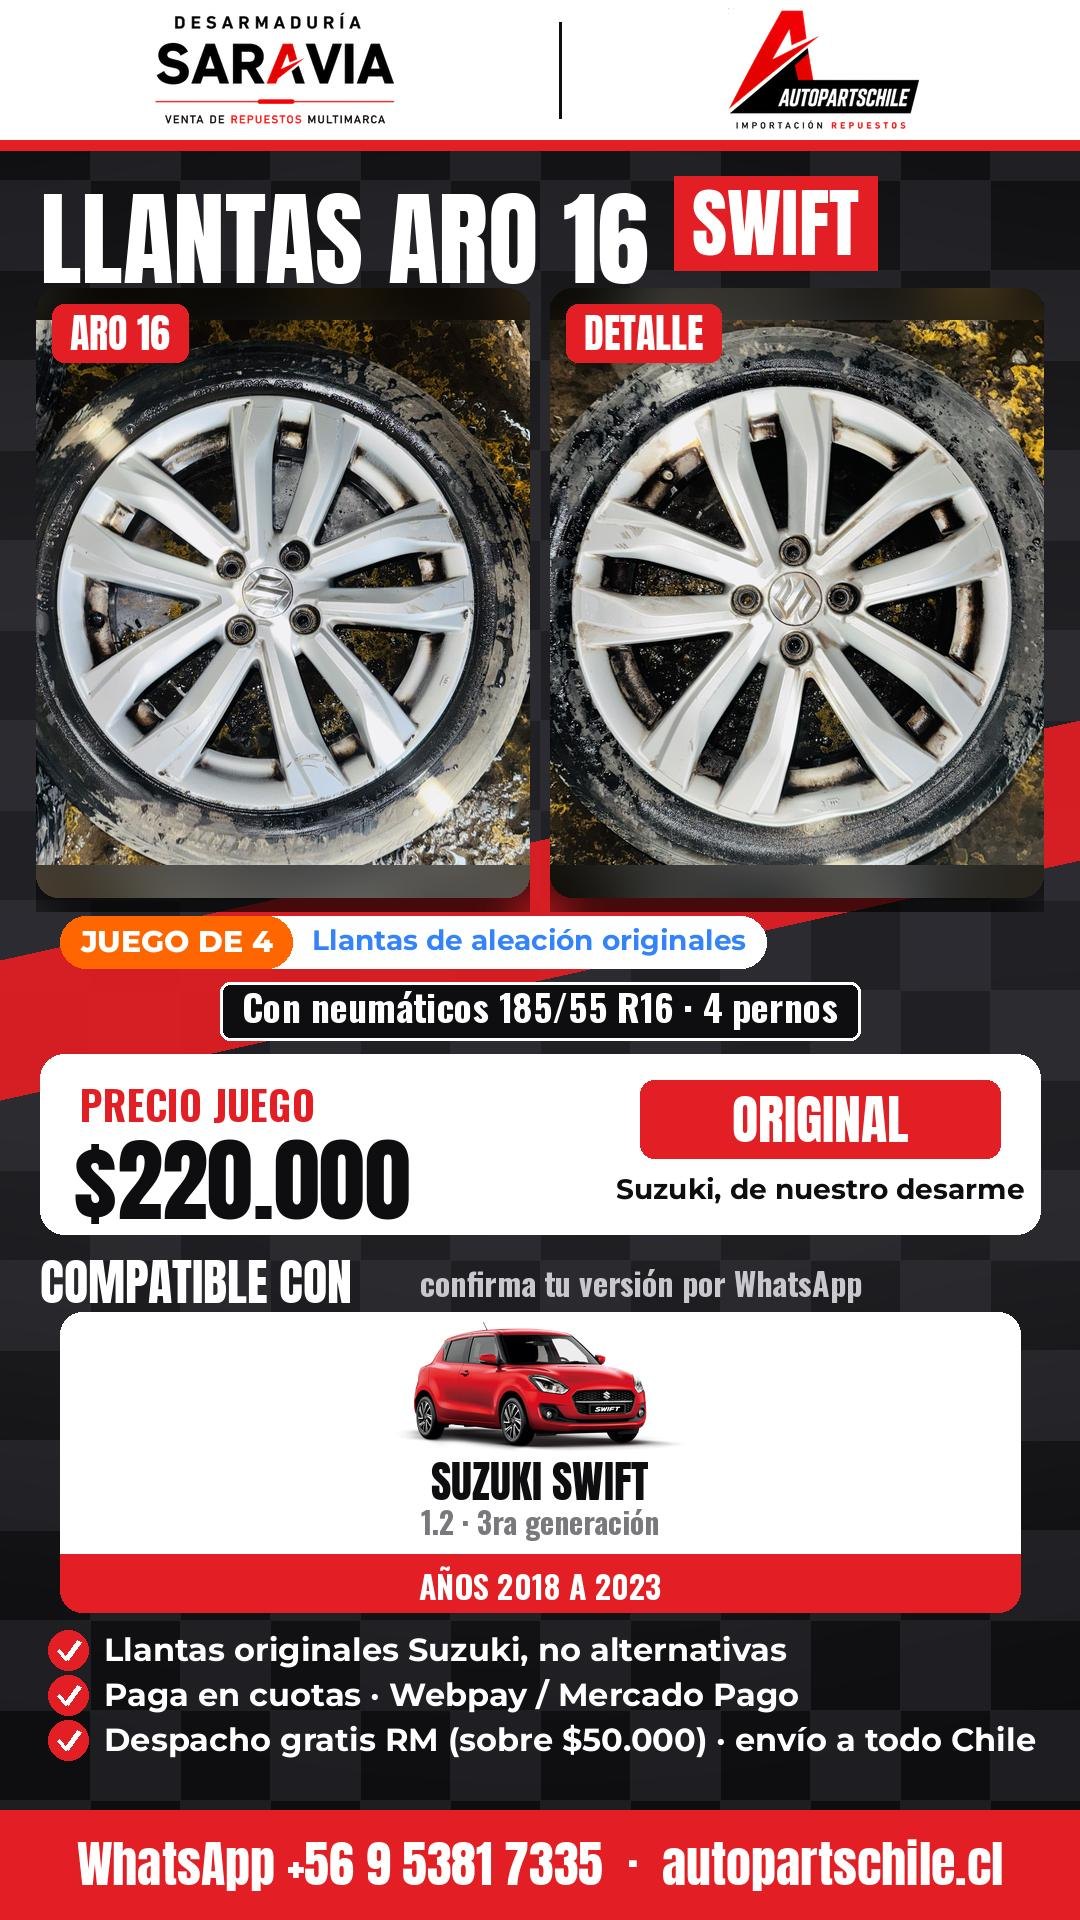 DESARMADURÍA
SARAVIA
VENTA DE REPUESTOS MULTIMARCA
AUTOPARTSCHILE
IMPORTACIÓN REPUESTOS
LLANTAS ARO 16
SWIFT
ARO 16
DETALLE
JUEGO DE 4
Llantas de aleación originales
Con neumáticos 185/55 R16 · 4 pernos
PRECIO JUEGO
$220.000
ORIGINAL
Suzuki, de nuestro desarme
COMPATIBLE CON
confirma tu versión por WhatsApp
SWIFT
SUZUKI SWIFT
1.2 · 3ra generación
AÑOS 2018 A 2023
Llantas originales Suzuki, no alternativas
Paga en cuotas · Webpay / Mercado Pago
Despacho gratis RM (sobre $50.000) · envío a todo Chile
WhatsApp +56 9 5381 7335 · autopartschile.cl